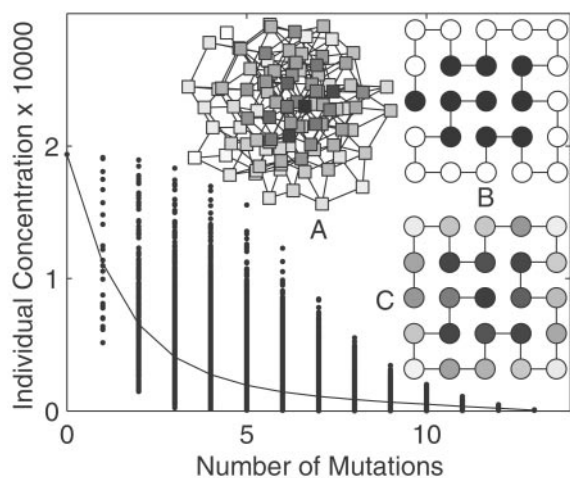 Individual Concentration x 10000
2
1
0
0
5
10
Number of Mutations
A
B
C